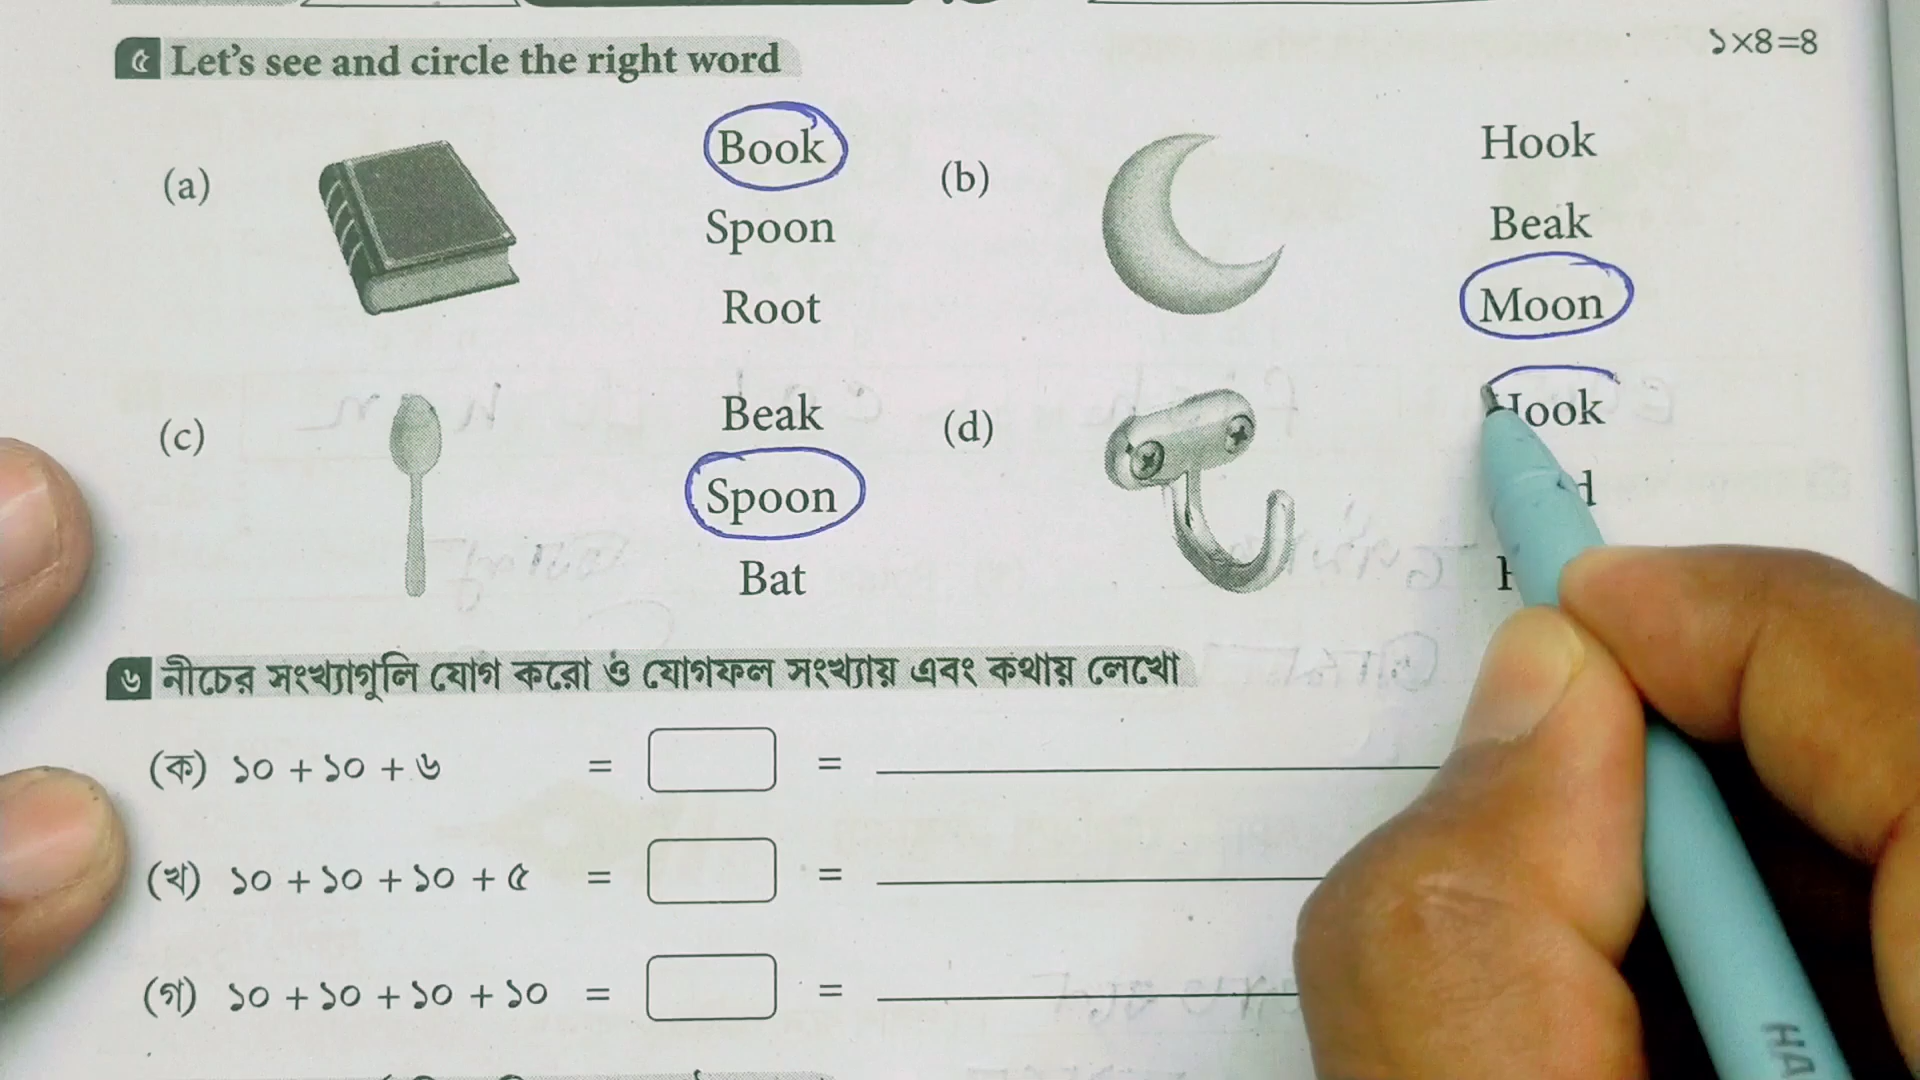 ৫ Let's see and circle the right word ১×৪=৪
(a) Book (b) Hook
Spoon Beak
Root Moon
(c) Beak (d) Hook
Spoon
Bat
৬ নীচের সংখ্যাগুলি যোগ করো ও যোগফল সংখ্যায় এবং কথায় লেখো
(ক) ১০ + ১০ + ৬ = =
(খ) ১০ + ১০ + ১০ + ৫ = =
(গ) ১০ + ১০ + ১০ + ১০ = =